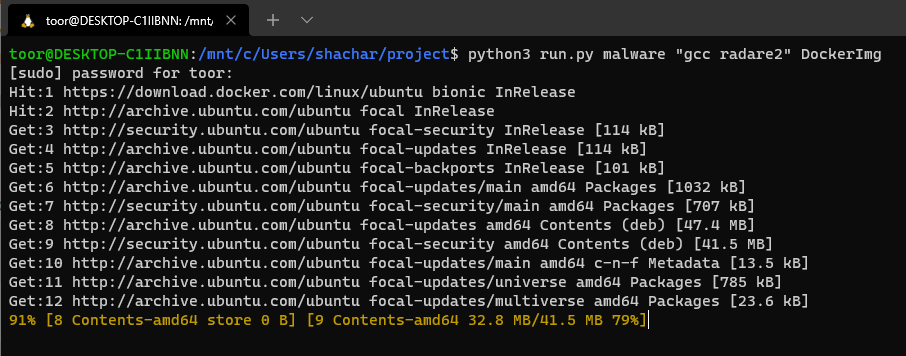 toor@DESKTOP-C1IIBNN: /mnt/
toor@DESKTOP-C1IIBNN:/mnt/c/Users/shachar/project$ python3 run.py malware "gcc radare2" DockerImg
[sudo] password for toor:
Hit:1 https://download.docker.com/linux/ubuntu bionic InRelease
Hit:2 http://archive.ubuntu.com/ubuntu focal InRelease
Get:3 http://security.ubuntu.com/ubuntu focal-security InRelease [114 kB]
Get:4 http://archive.ubuntu.com/ubuntu focal-updates InRelease [114 kB]
Get:5 http://archive.ubuntu.com/ubuntu focal-backports InRelease [101 kB]
Get:6 http://archive.ubuntu.com/ubuntu focal-updates/main amd64 Packages [1032 kB]
Get:7 http://security.ubuntu.com/ubuntu focal-security/main amd64 Packages [707 kB]
Get:8 http://archive.ubuntu.com/ubuntu focal-updates amd64 Contents (deb) [47.4 MB]
Get:9 http://security.ubuntu.com/ubuntu focal-security amd64 Contents (deb) [41.5 MB]
Get:10 http://archive.ubuntu.com/ubuntu focal-updates/main amd64 c-n-f Metadata [13.5 kB]
Get:11 http://archive.ubuntu.com/ubuntu focal-updates/universe amd64 Packages [785 kB]
Get:12 http://archive.ubuntu.com/ubuntu focal-updates/multiverse amd64 Packages [23.6 kB]
91% [8 Contents-amd64 store 0 B] [9 Contents-amd64 32.8 MB/41.5 MB 79%]